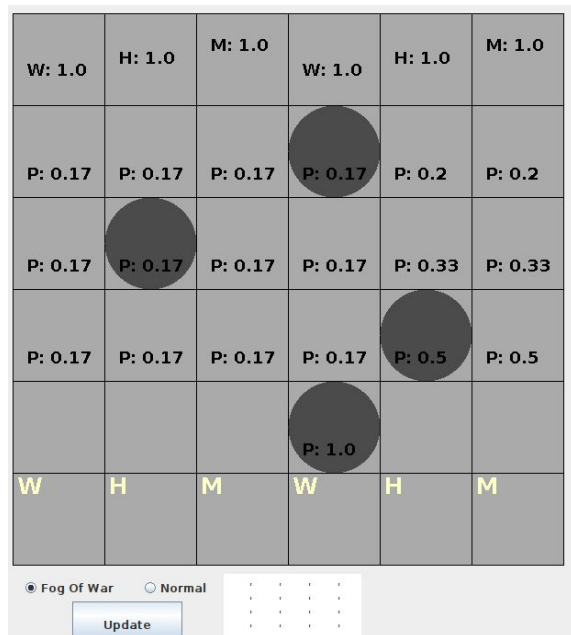 W: 1.0 H: 1.0 M: 1.0 W: 1.0 H: 1.0 M: 1.0
P: 0.17 P: 0.17 P: 0.17 P: 0.17 P: 0.2 P: 0.2
P: 0.17 P: 0.17 P: 0.17 P: 0.17 P: 0.33 P: 0.33
P: 0.17 P: 0.17 P: 0.17 P: 0.17 P: 0.5 P: 0.5
P: 1.0
W H M W H M
Fog Of War Normal
Update